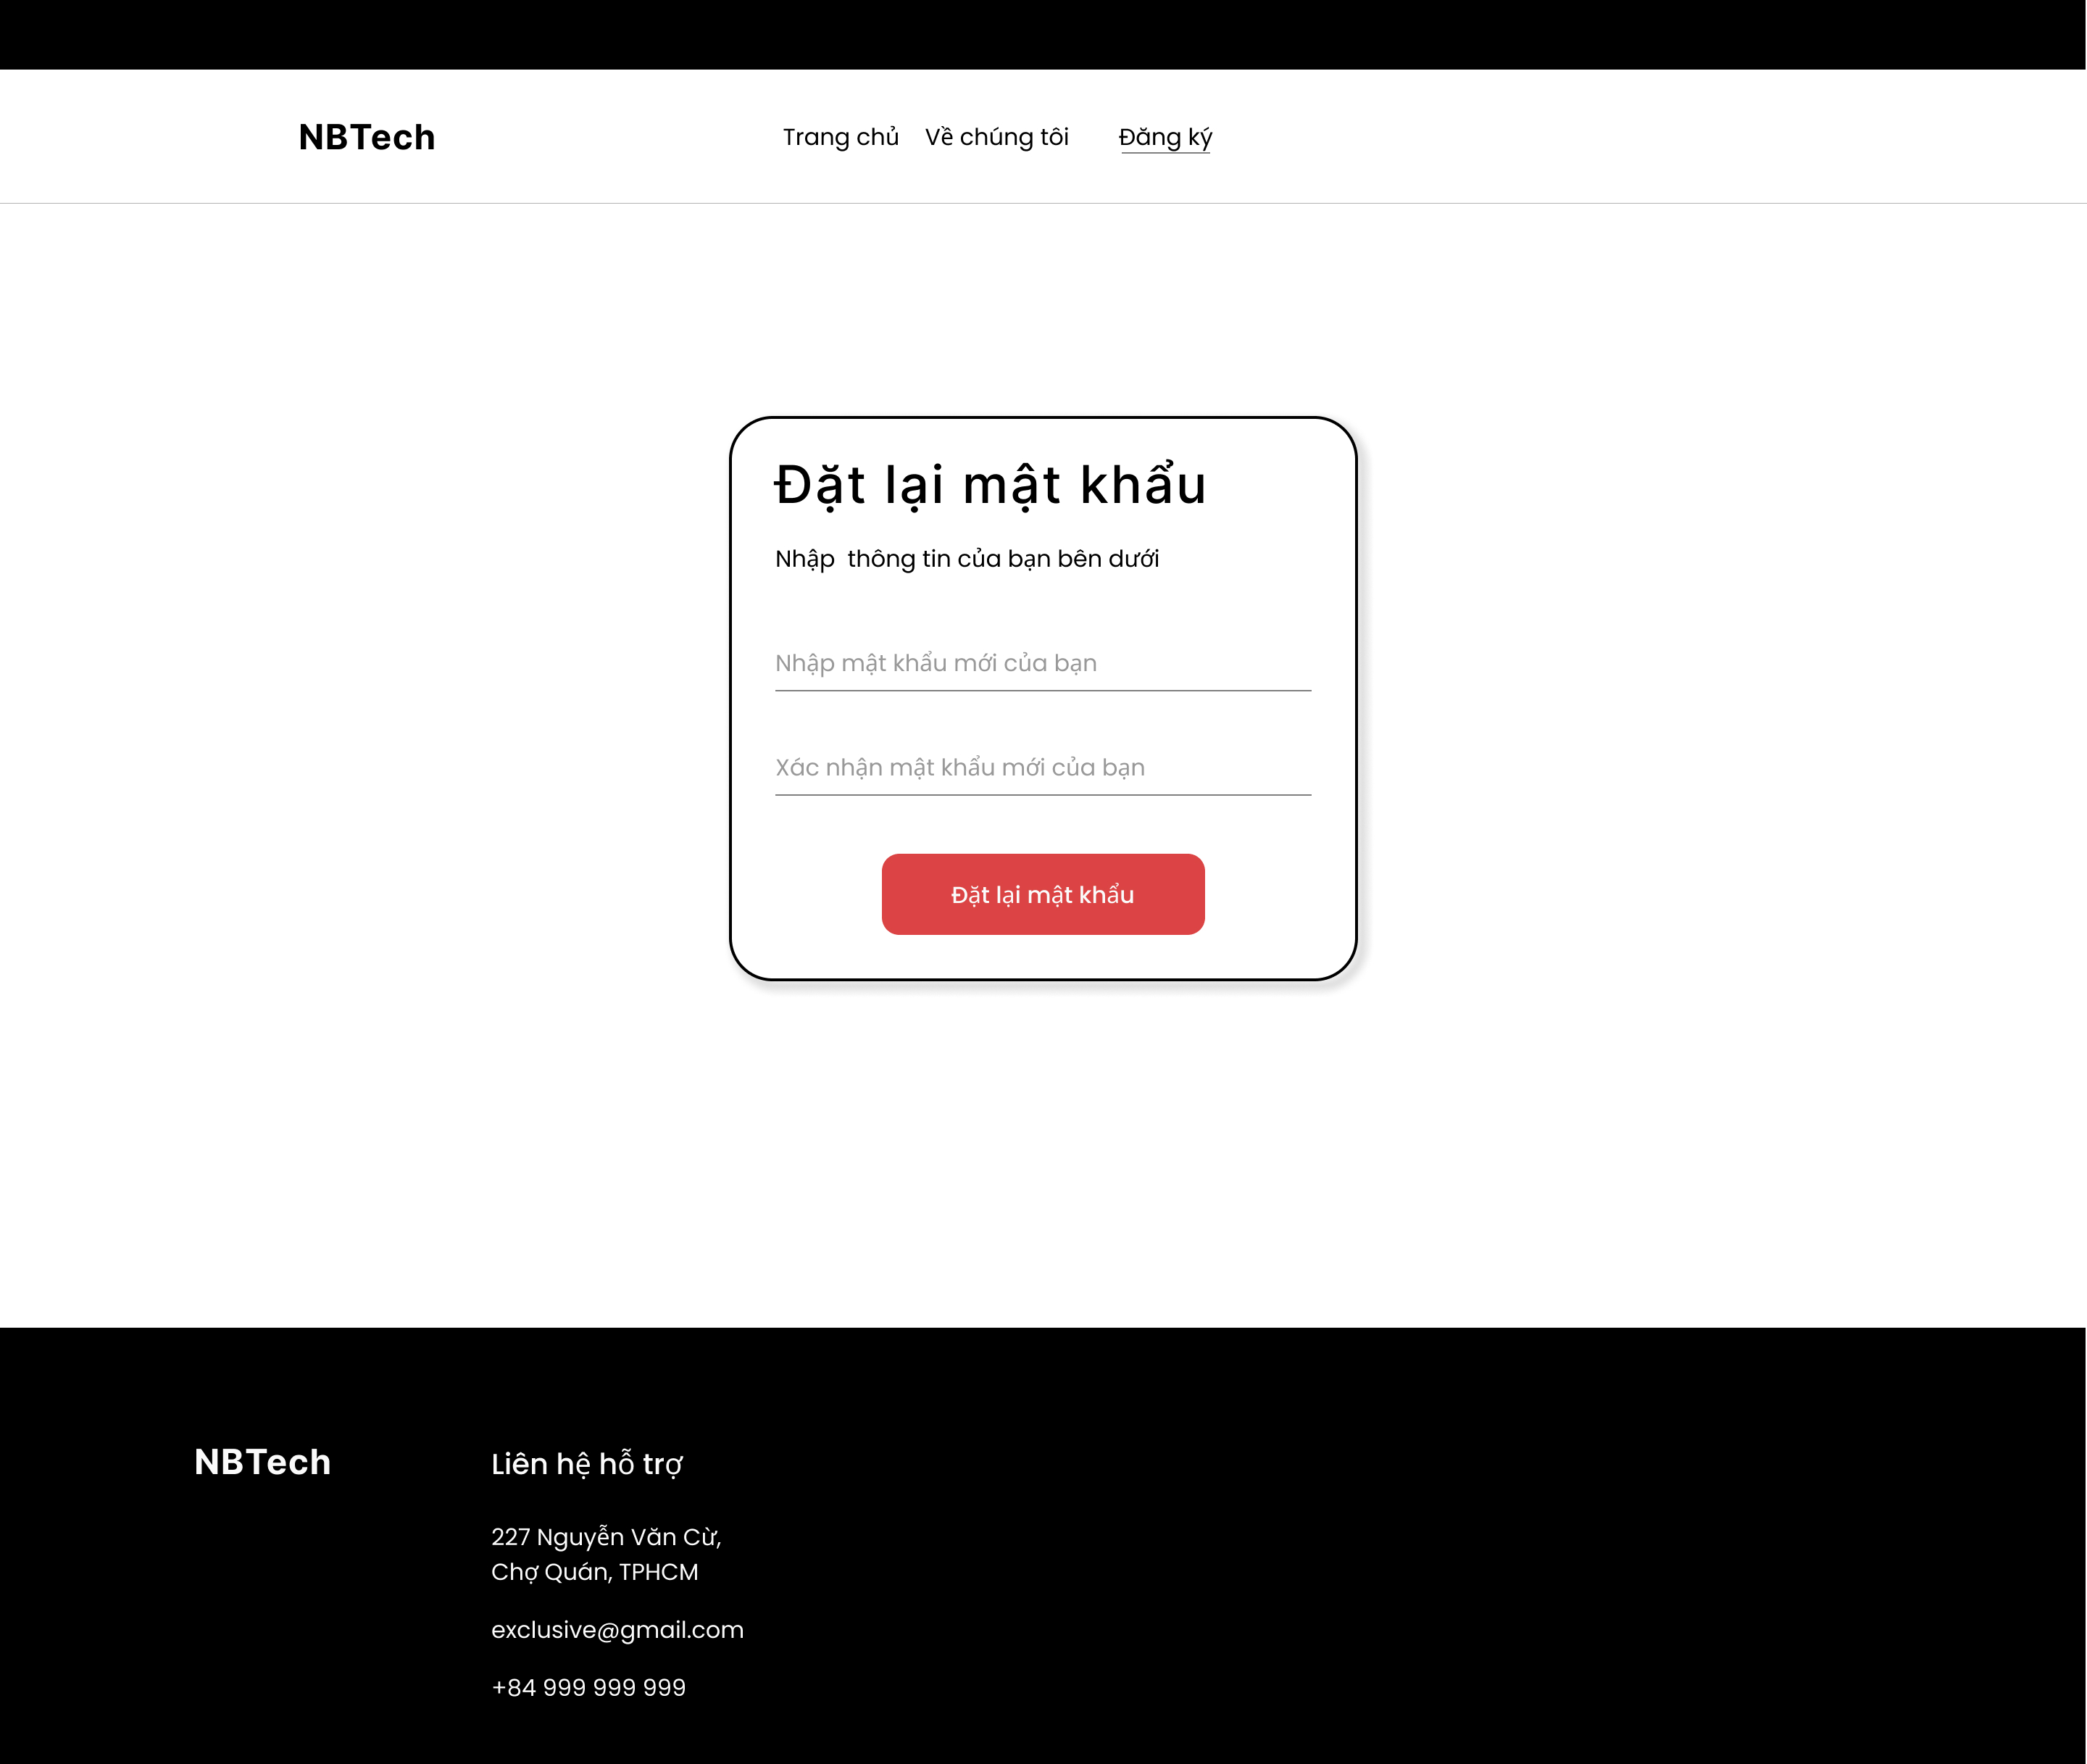 NBTech
Trang chủ Về chúng tôi Đăng ký
Đặt lại mật khẩu
Nhập  thông tin của bạn bên dưới
Nhập mật khẩu mới của bạn
Xác nhận mật khẩu mới của bạn
Đặt lại mật khẩu
NBTech
Liên hệ hỗ trợ
227 Nguyễn Văn Cừ,
Chợ Quán, TPHCM
exclusive@gmail.com
+84 999 999 999